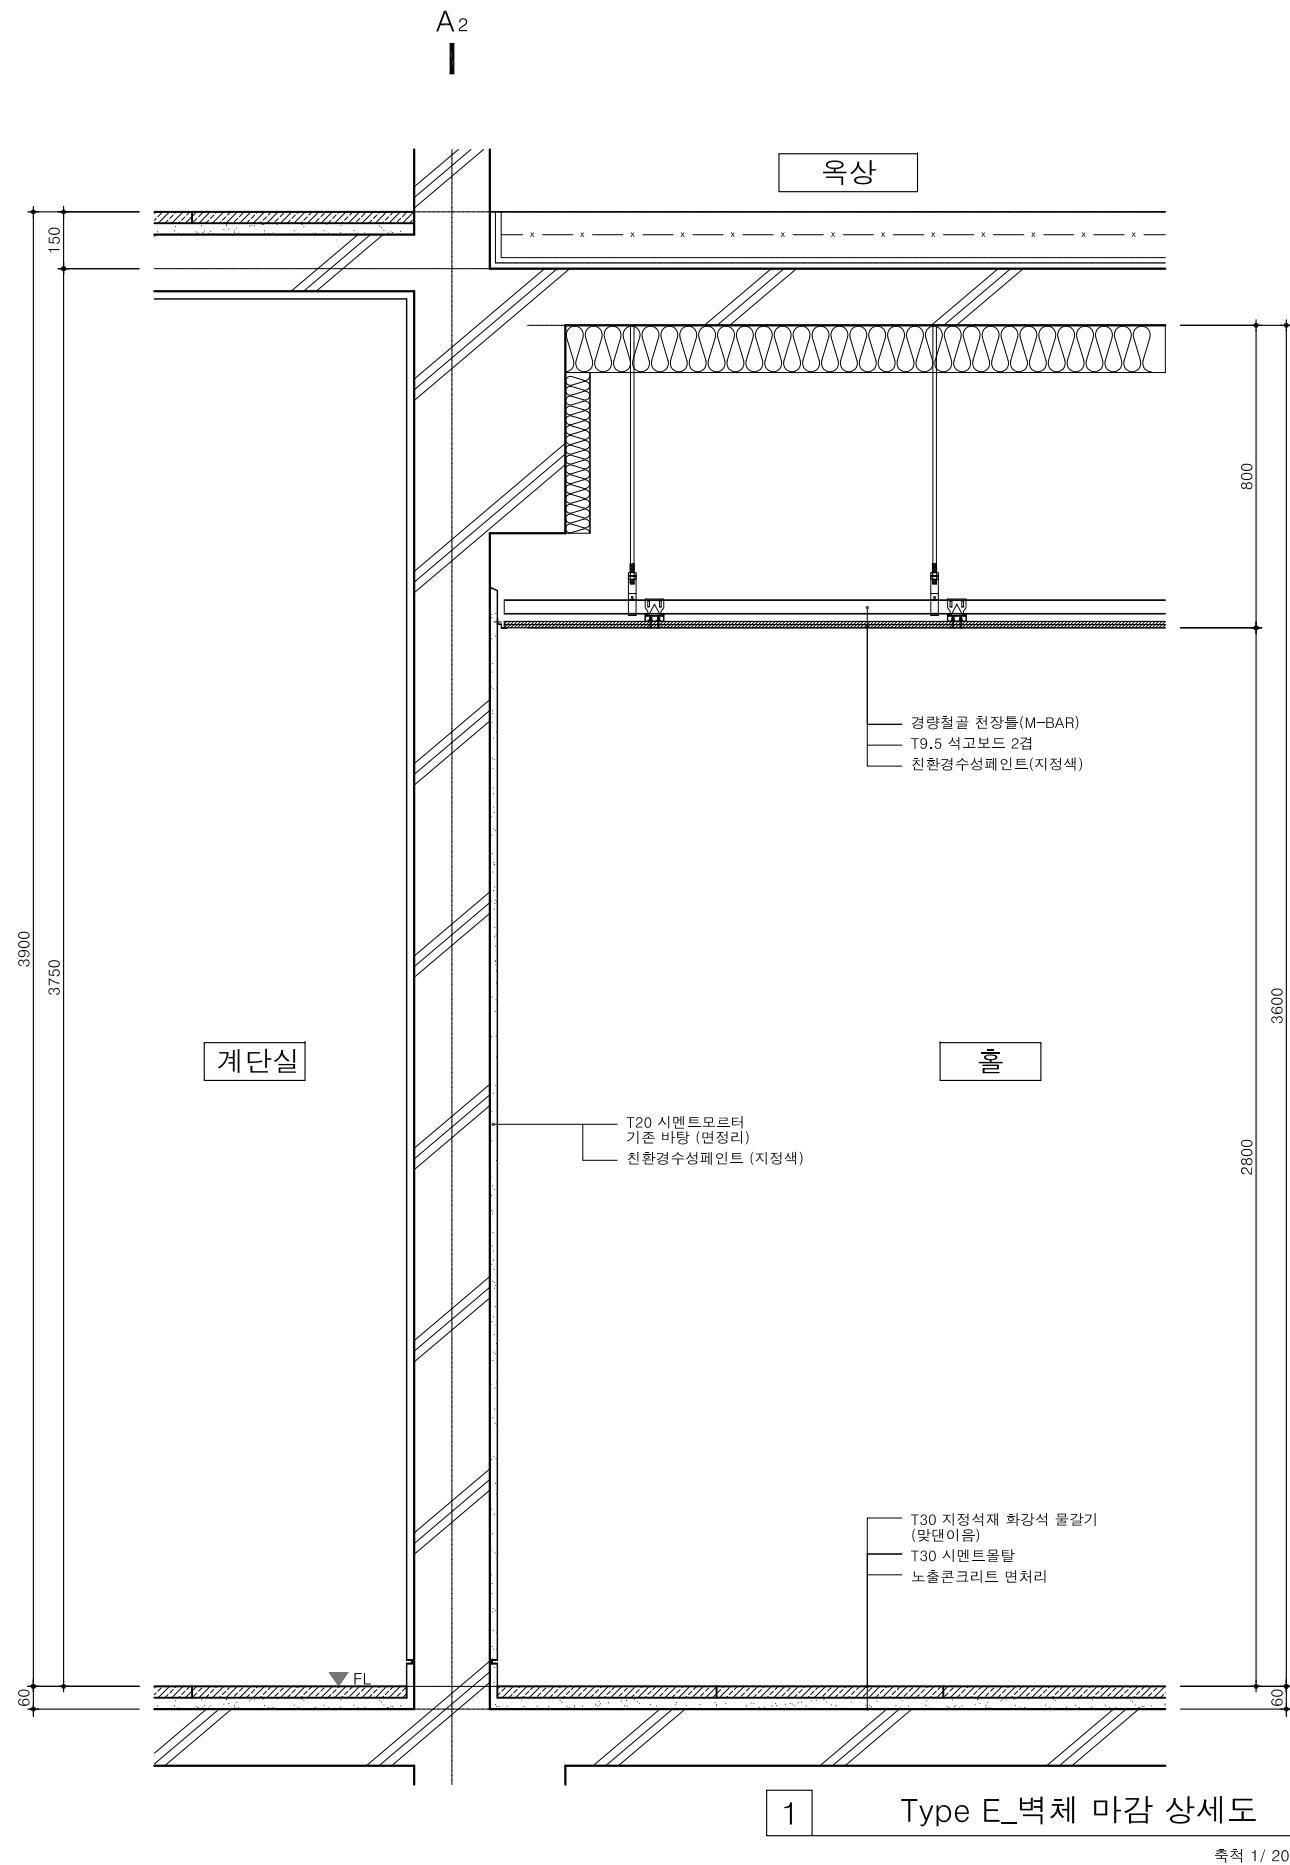 A2
옥상
150
3900
3750
800
3600
2800
경량철골 천장틀(M-BAR)
T9.5 석고보드 2겹
친환경수성페인트(지정색)
계단실
홀
T20 시멘트모르터
기존 바탕 (면정리)
친환경수성페인트 (지정색)
T30 지정석재 화강석 물갈기
(맞댄이음)
T30 시멘트몰탈
노출콘크리트 면처리
FL
60
60
1
Type E_벽체 마감 상세도
축척 1/ 20